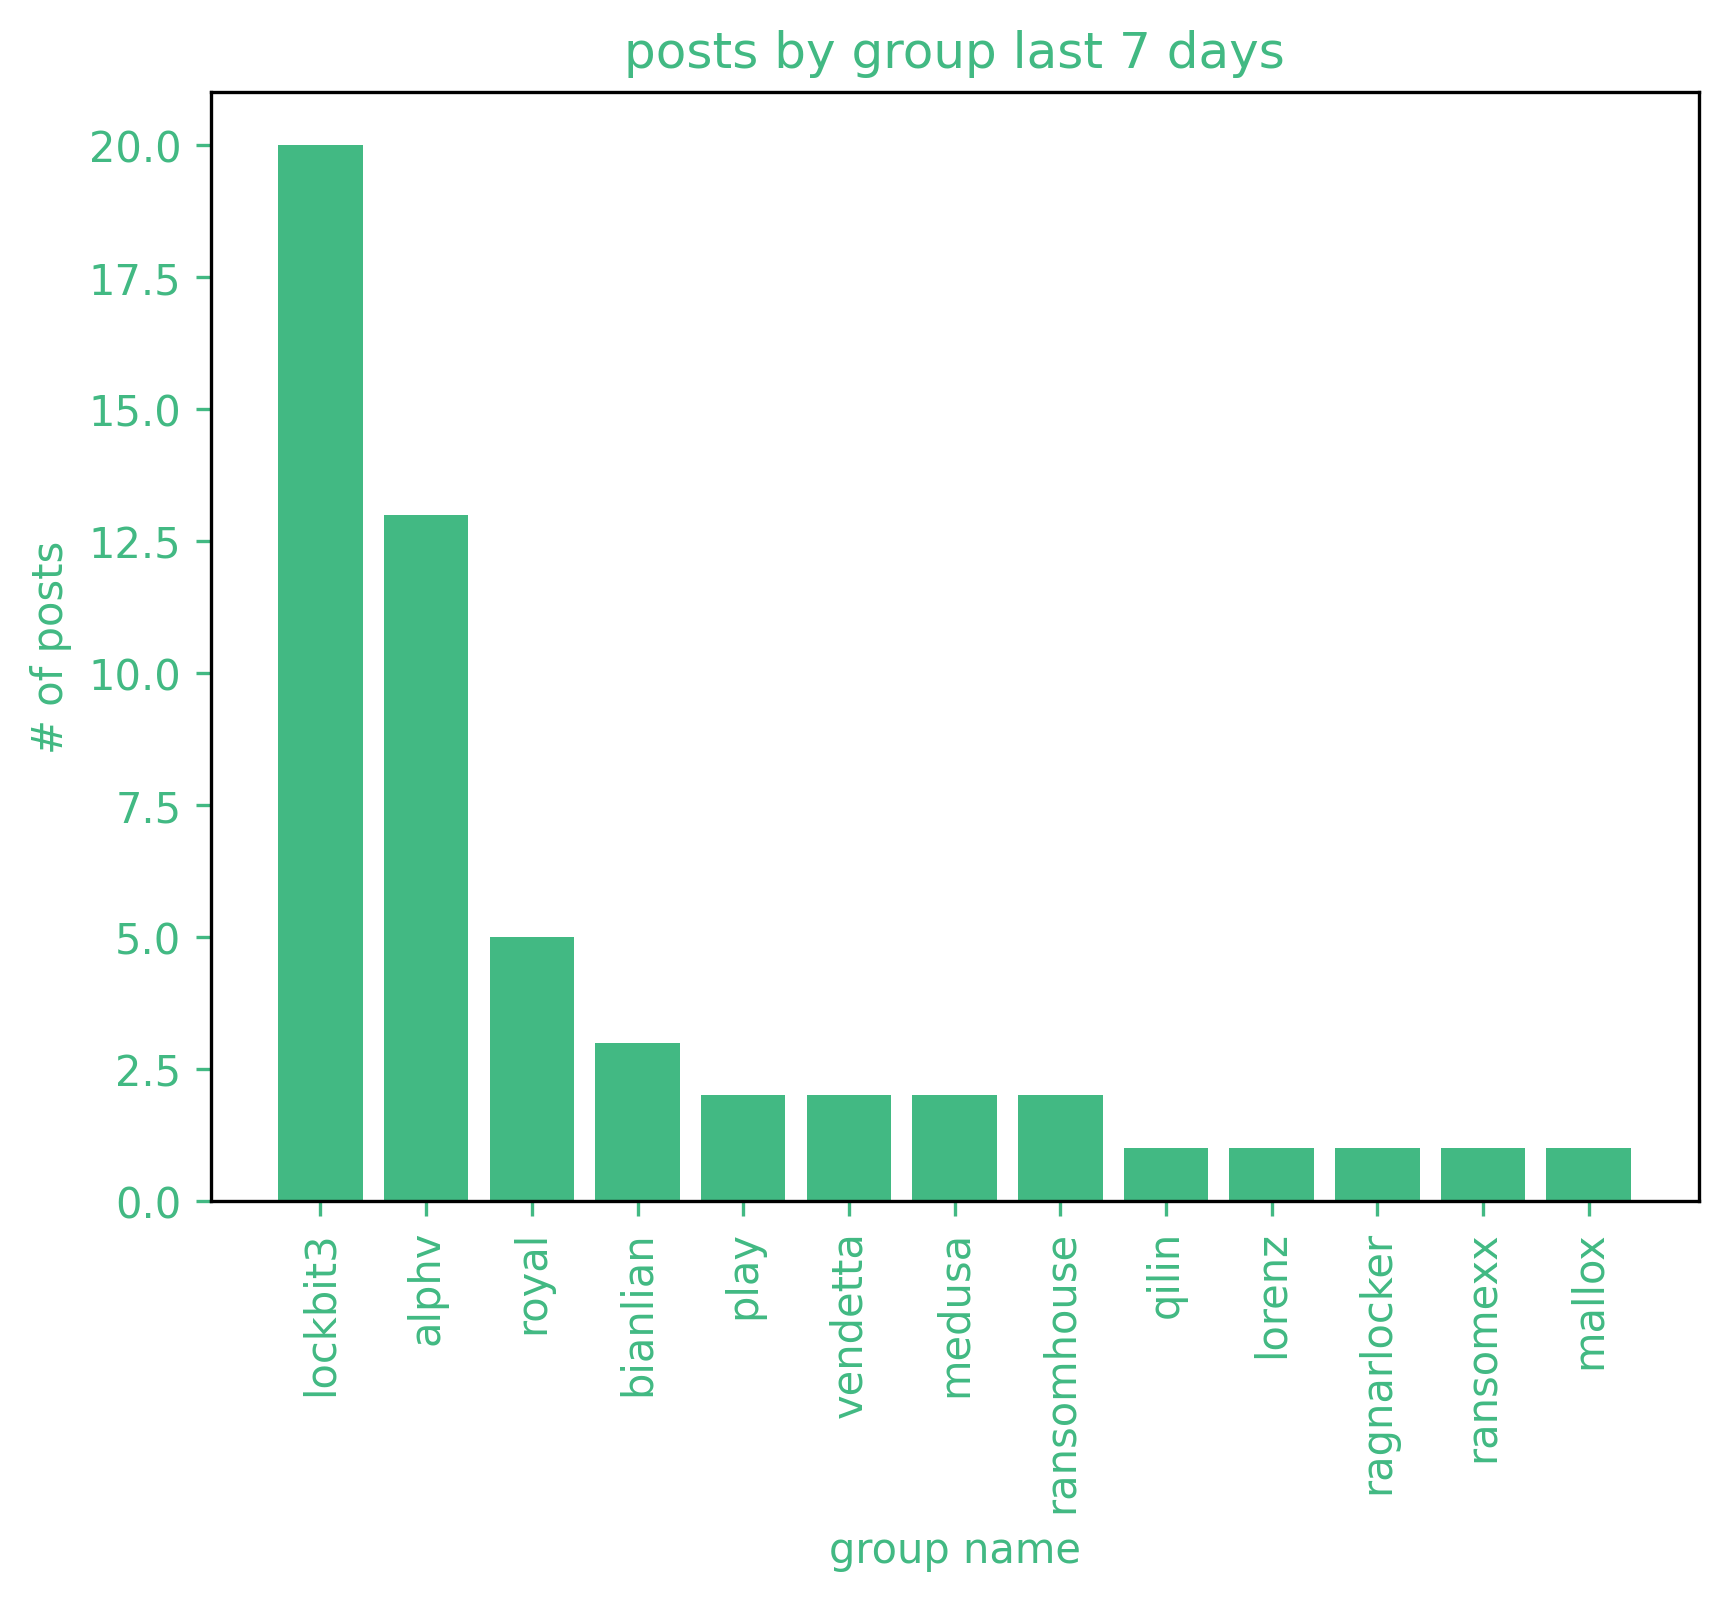 posts by group last 7 days
# of posts
20.0
17.5
15.0
12.5
10.0
7.5
5.0
2.5
0.0
lockbit3
alphv
royal
bianlian
play
vendetta
medusa
ransomhouse
qilin
lorenz
ragnarlocker
ransomexx
mallox
group name